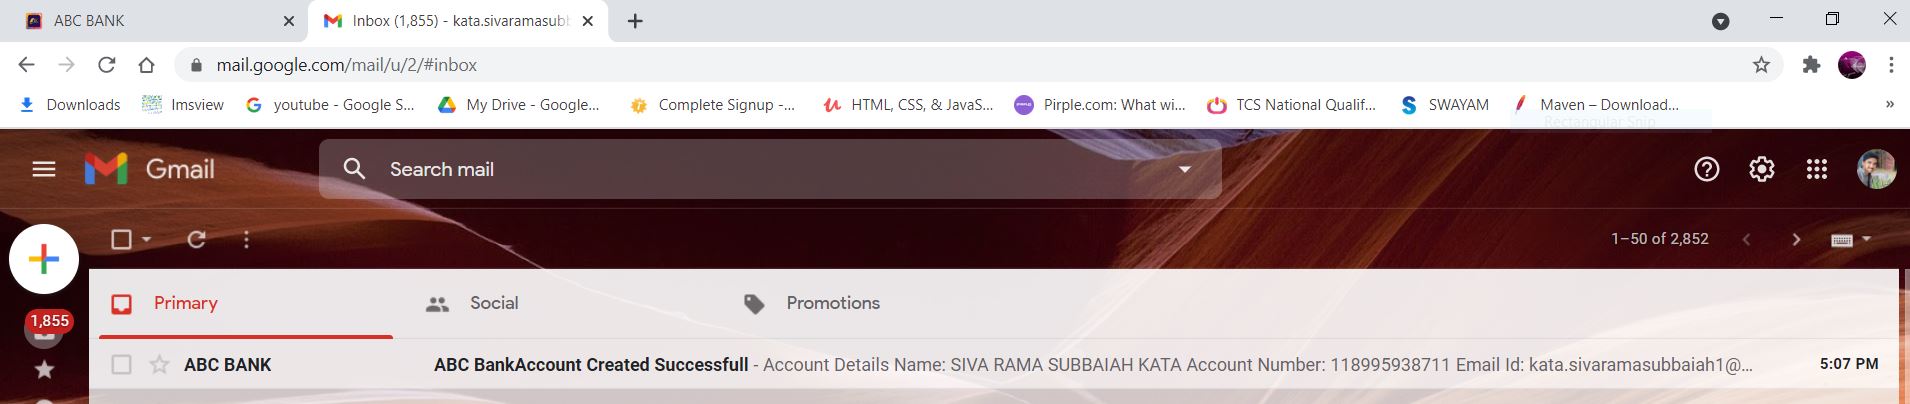 ABC BANK
Inbox (1,855) - kata.sivaramasubb
mail.google.com/mail/u/2/#inbox
Downloads Imsview youtube - Google S... My Drive - Google... Complete Signup -... HTML, CSS, & JavaS... Pirple.com: What wi... TCS National Qualif... SWAYAM Maven – Download... »
Rectangular Snip
Gmail Search mail
1–50 of 2,852
Primary Social Promotions
1,855
ABC BANK ABC BankAccount Created Successfull - Account Details Name: SIVA RAMA SUBBAIAH KATA Account Number: 118995938711 Email Id: kata.sivaramasubbaiah1@... 5:07 PM